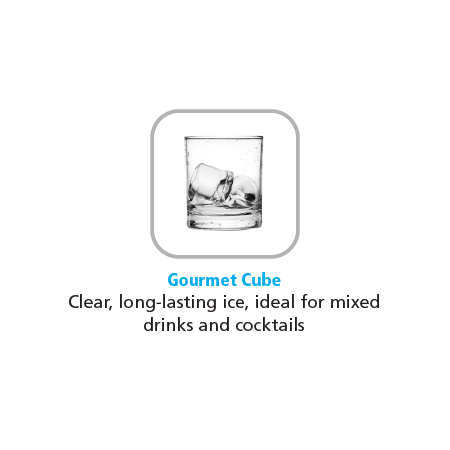 Gourmet Cube
Clear, long-lasting ice, ideal for mixed
drinks and cocktails